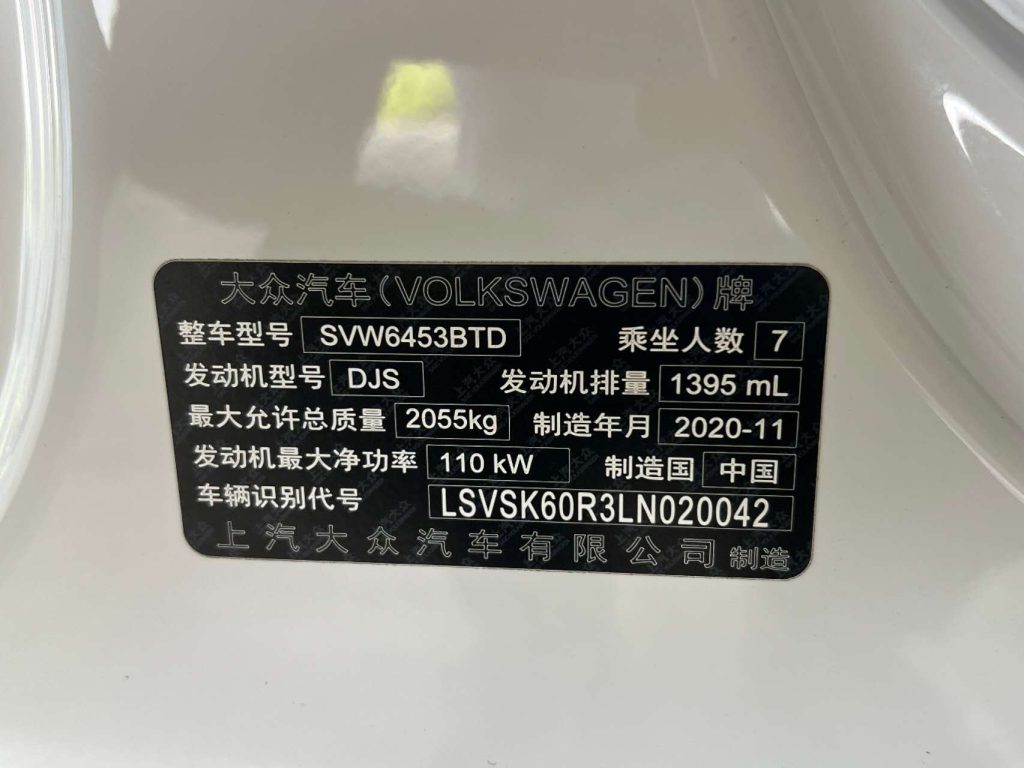 大众汽车(VOLKSWAGEN)牌
整车型号 SVW6453BTD 乘坐人数 7
发动机型号 DJS 发动机排量 1395 mL
最大允许总质量 2055kg 制造年月 2020-11
发动机最大净功率 110 kW 制造国 中国
车辆识别代号 LSVSK60R3LN020042
上汽大众汽车有限公司 制造